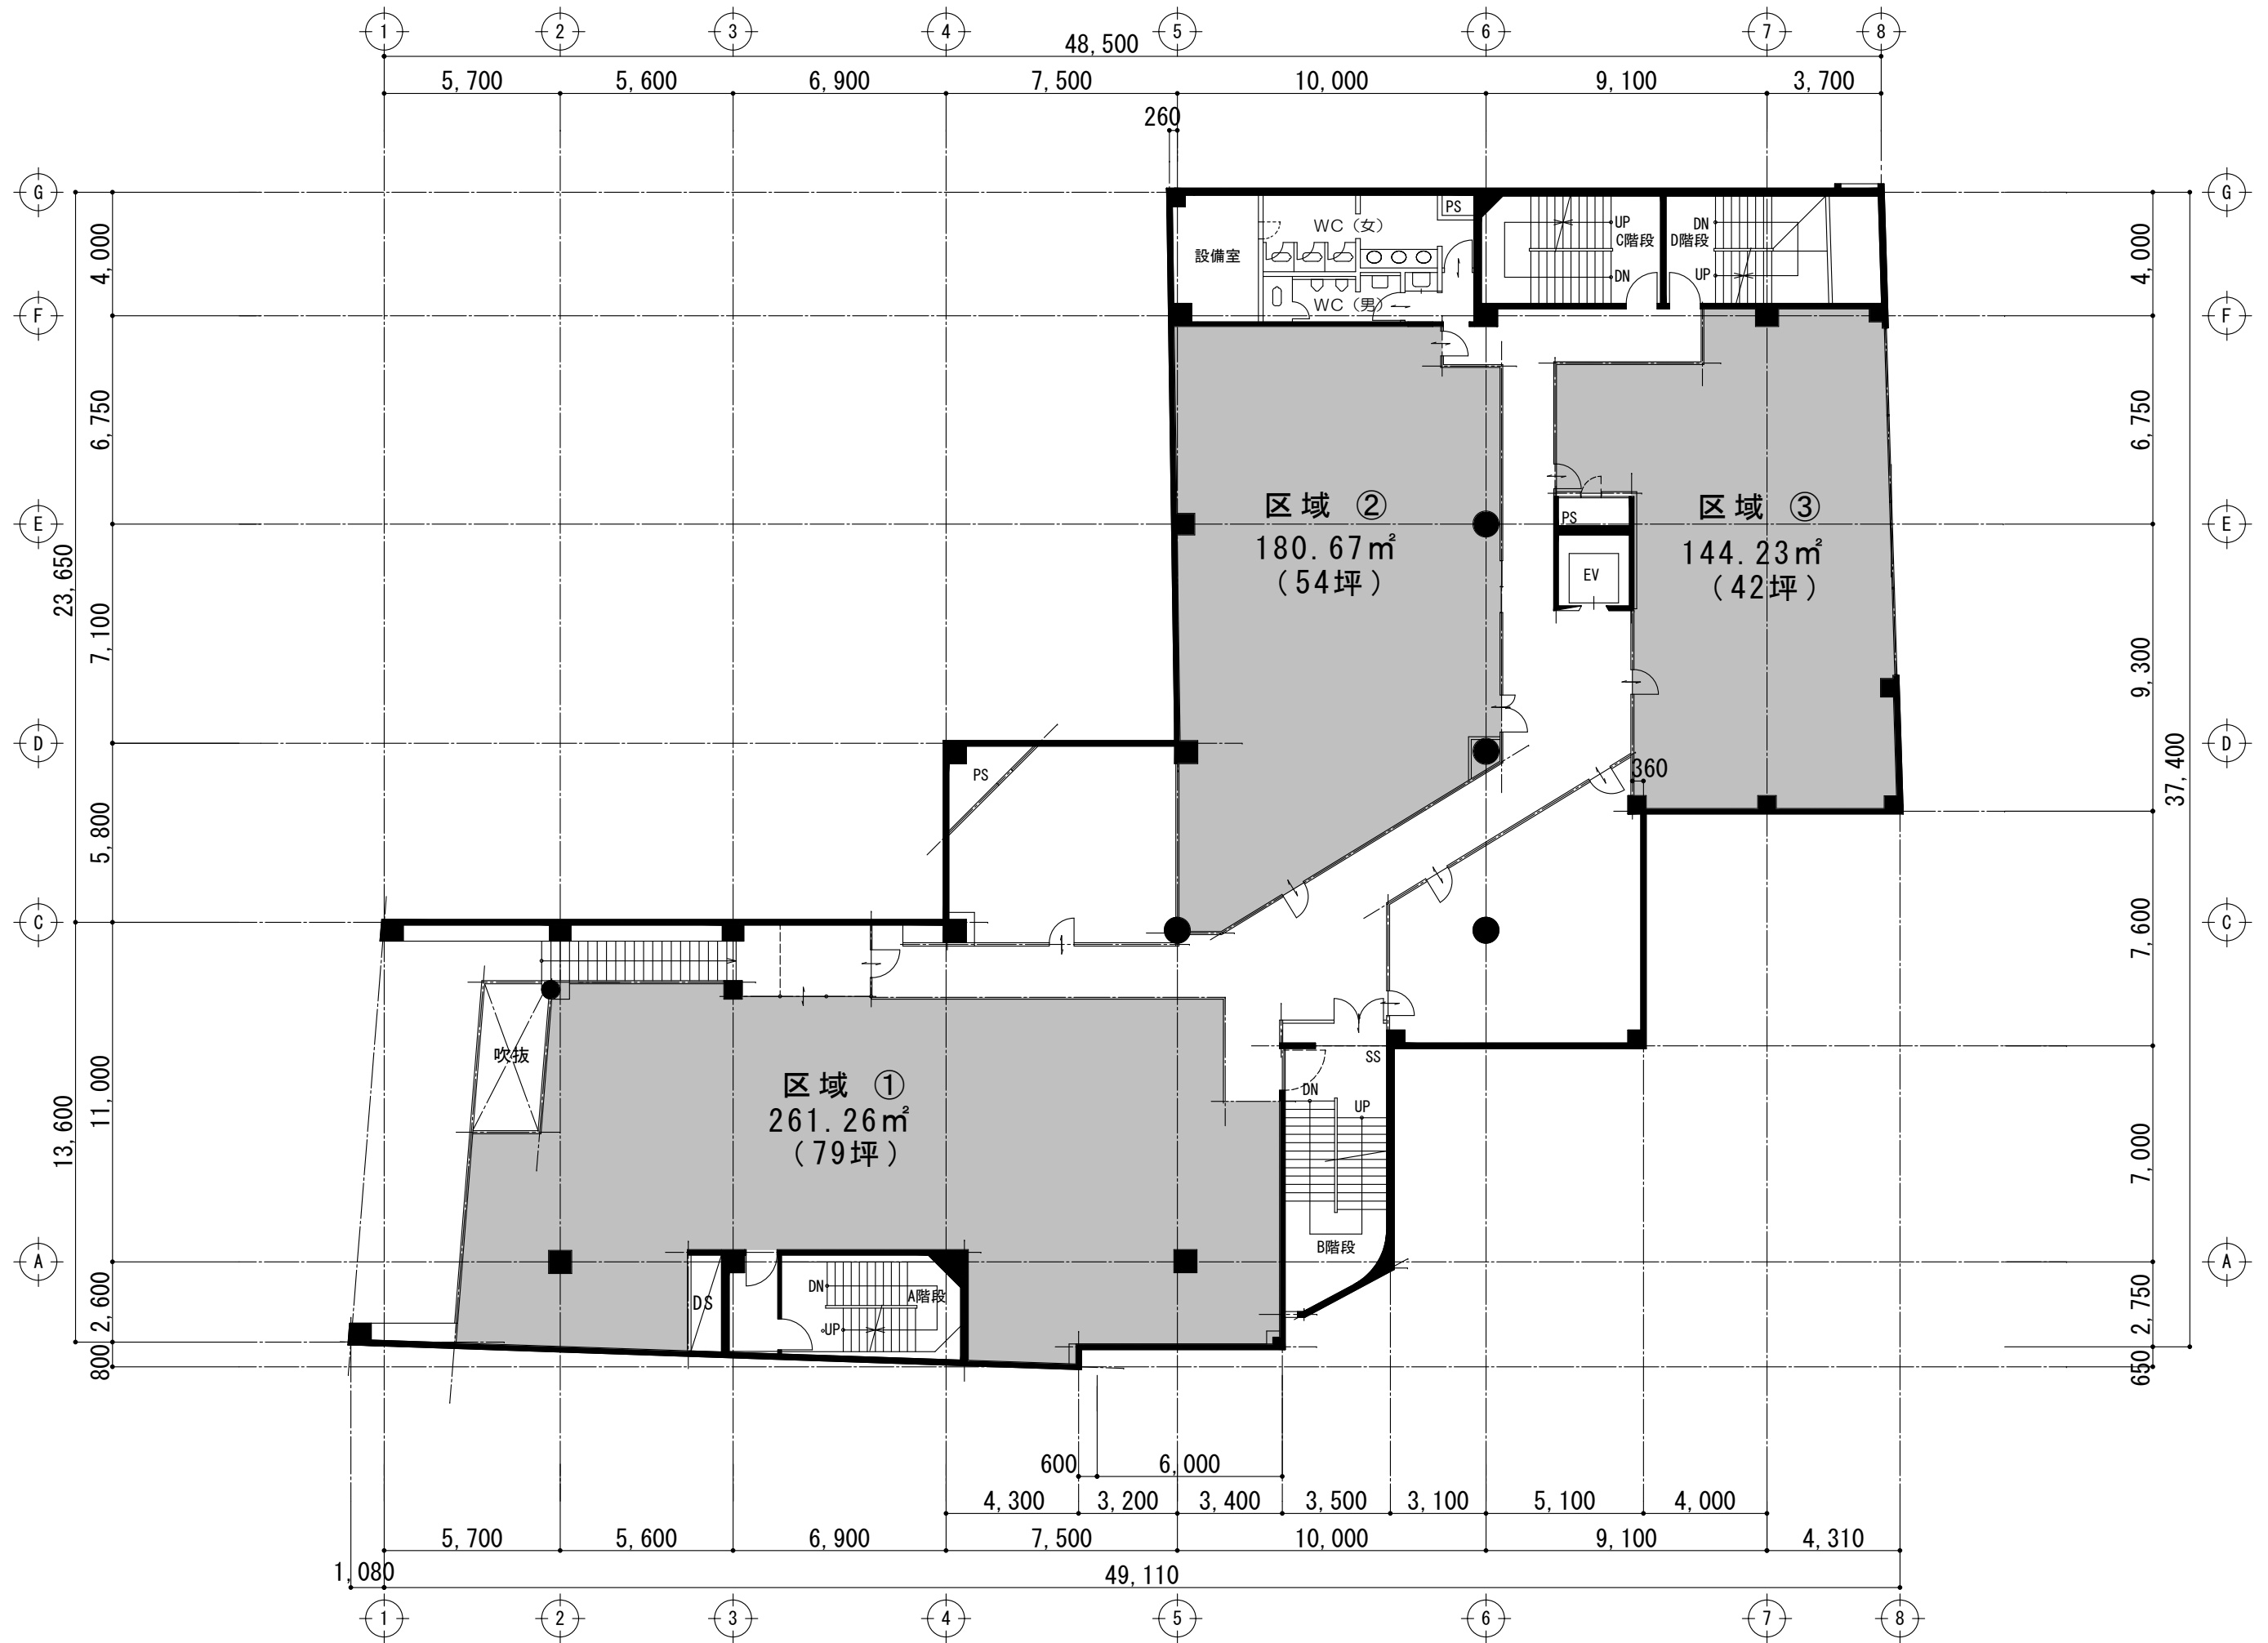 1 2 3 4 5 6 7 8
48,500
5,700 5,600 6,900 7,500 10,000 9,100 3,700
260
G G
4,000 4,000
PS
WC (女)
UP DN
C階段 D階段
設備室
UP
DN
WC (男)
F F
6,750 6,750
区域 ② 区域 ③
PS
E E
180.67㎡ 144.23㎡
(54坪) (42坪)
EV
23,650
7,100 9,300
D D
PS
360
37,400
5,800
C C
7,600
吹抜
SS
区域 ①
DN
261.26㎡
UP
(79坪)
11,000
13,600
7,000
B階段
A A
DN
A階段
DS
UP
2,600 2,750
800 650
600 6,000
4,300 3,200 3,400 3,500 3,100 5,100 4,000
5,700 5,600 6,900 7,500 10,000 9,100 4,310
1,080 49,110
1 2 3 4 5 6 7 8